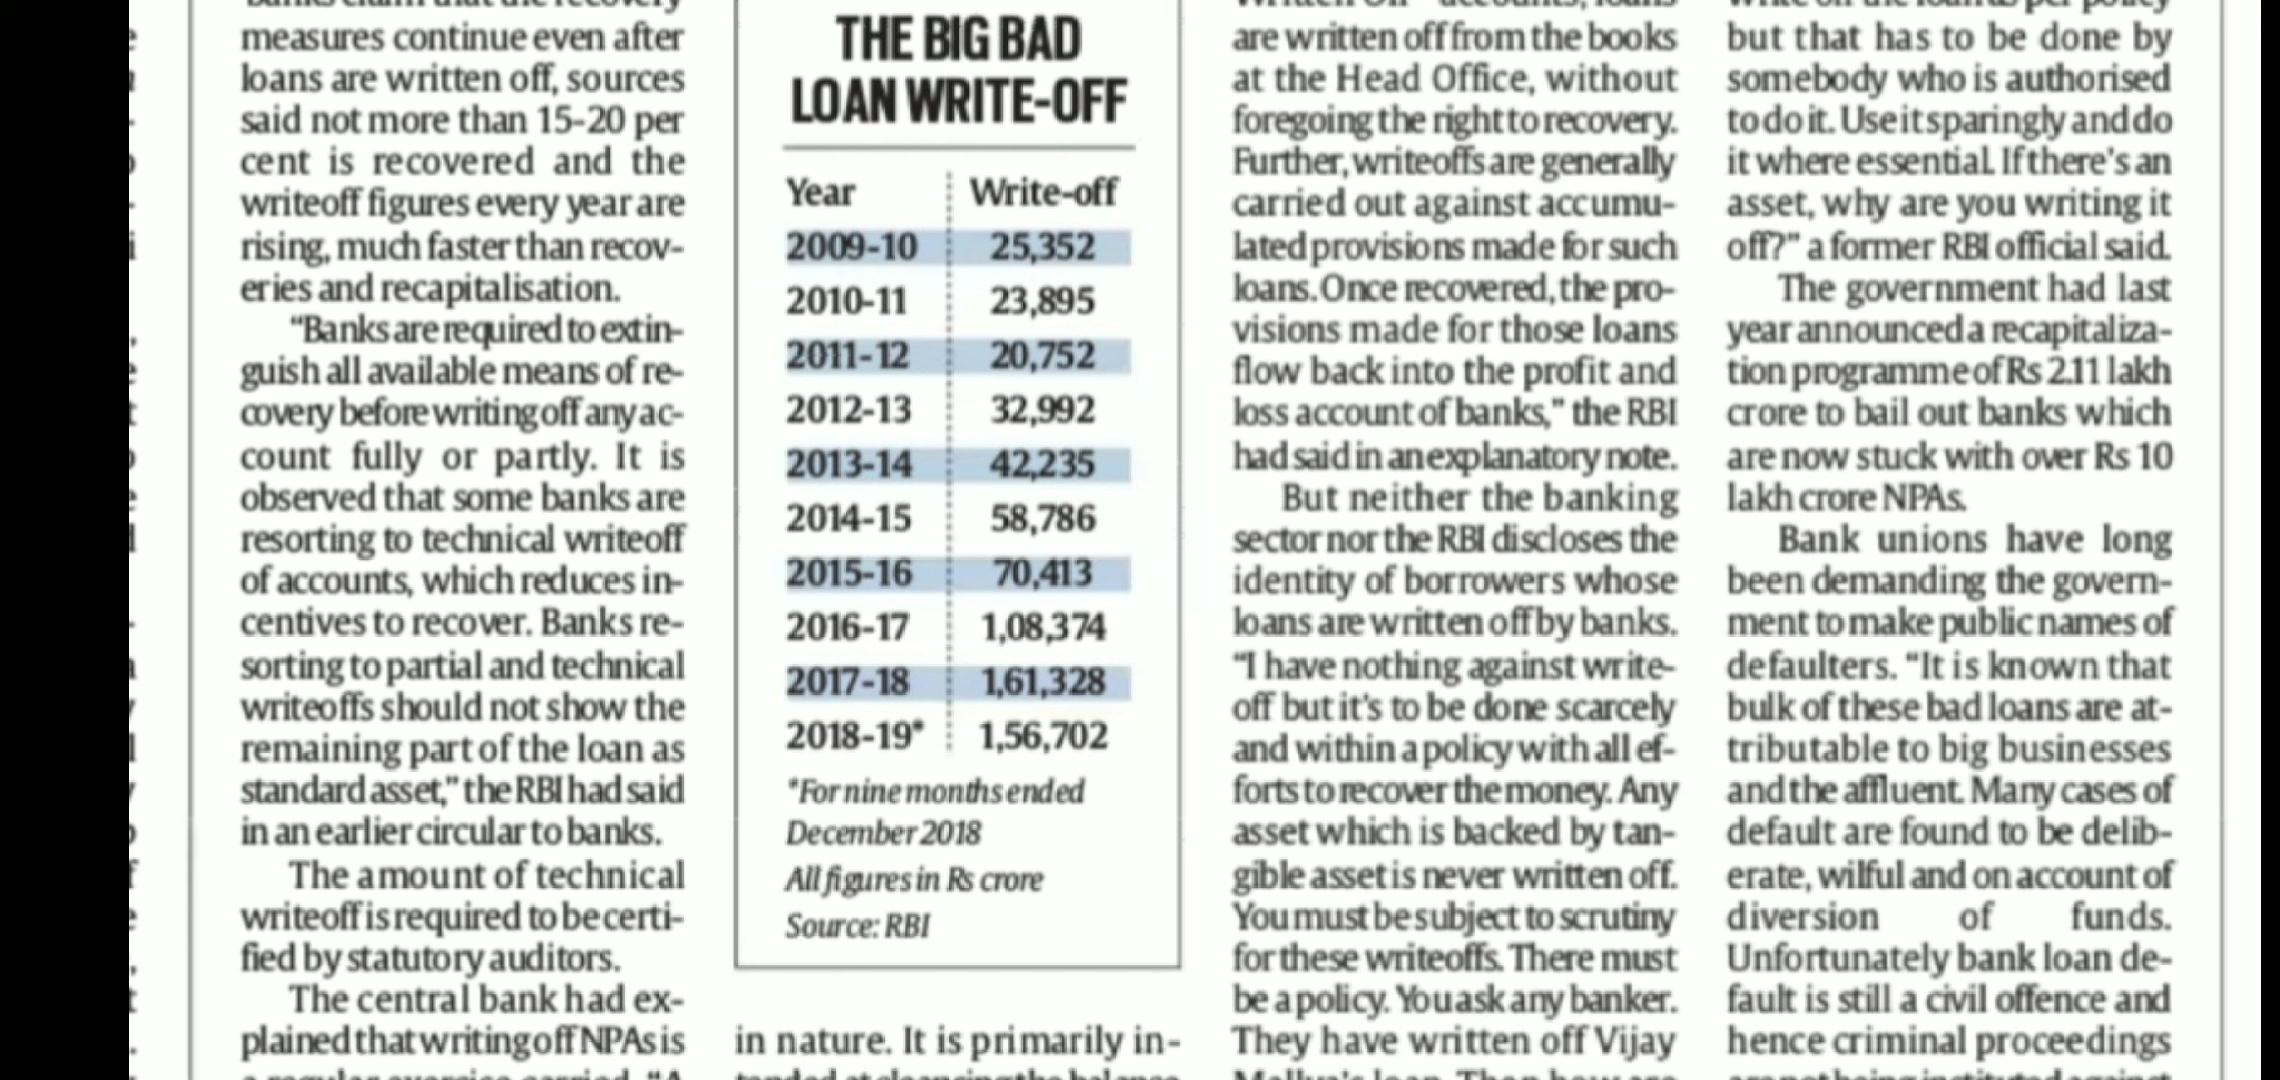 measures continue even after
loans are written off, sources
said not more than 15-20 per
cent is recovered and the
writeoff figures every year are
rising, much faster than recov-
eries and recapitalisation.
"Banks are required to extin-
guish all available means of re-
covery before writing off any ac-
count fully or partly. It is
observed that some banks are
resorting to technical writeoff
of accounts, which reduces in-
centives to recover. Banks re-
sorting to partial and technical
writeoffs should not show the
remaining part of the loan as
standard asset," the RBI had said
in an earlier circular to banks.
The amount of technical
writeoff is required to be certi-
fied by statutory auditors.
The central bank had ex-
plained that writing off NPAs is
THE BIG BAD
LOAN WRITE-OFF
Year Write-off
2009-10 25,352
2010-11 23,895
2011-12 20,752
2012-13 32,992
2013-14 42,235
2014-15 58,786
2015-16 70,413
2016-17 1,08,374
2017-18 1,61,328
2018-19* 1,56,702
*For nine months ended
December 2018
All figures in Rs crore
Source: RBI
in nature. It is primarily in-
are written off from the books
at the Head Office, without
foregoing the right to recovery.
Further, writeoffs are generally
carried out against accumu-
lated provisions made for such
loans. Once recovered, the pro-
visions made for those loans
flow back into the profit and
loss account of banks," the RBI
had said in an explanatory note.
But neither the banking
sector nor the RBI discloses the
identity of borrowers whose
loans are written off by banks.
"I have nothing against write-
off but it's to be done scarcely
and within a policy with all ef-
forts to recover the money. Any
asset which is backed by tan-
gible asset is never written off.
You must be subject to scrutiny
for these writeoffs. There must
be a policy. You ask any banker.
They have written off Vijay
but that has to be done by
somebody who is authorised
to do it. Use it sparingly and do
it where essential. If there's an
asset, why are you writing it
off?" a former RBI official said.
The government had last
year announced a recapitaliza-
tion programme of Rs 2.11 lakh
crore to bail out banks which
are now stuck with over Rs 10
lakh crore NPAs.
Bank unions have long
been demanding the govern-
ment to make public names of
defaulters. "It is known that
bulk of these bad loans are at-
tributable to big businesses
and the affluent. Many cases of
default are found to be delib-
erate, wilful and on account of
diversion of funds.
Unfortunately bank loan de-
fault is still a civil offence and
hence criminal proceedings